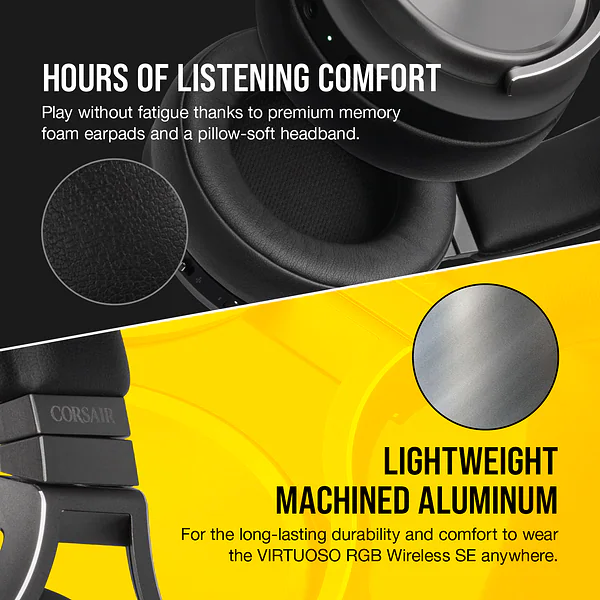 HOURS OF LISTENING COMFORT
Play without fatigue thanks to premium memory
foam earpads and a pillow-soft headband.
CORSAIR
LIGHTWEIGHT
MACHINED ALUMINUM
For the long-lasting durability and comfort to wear
the VIRTUOSO RGB Wireless SE anywhere.